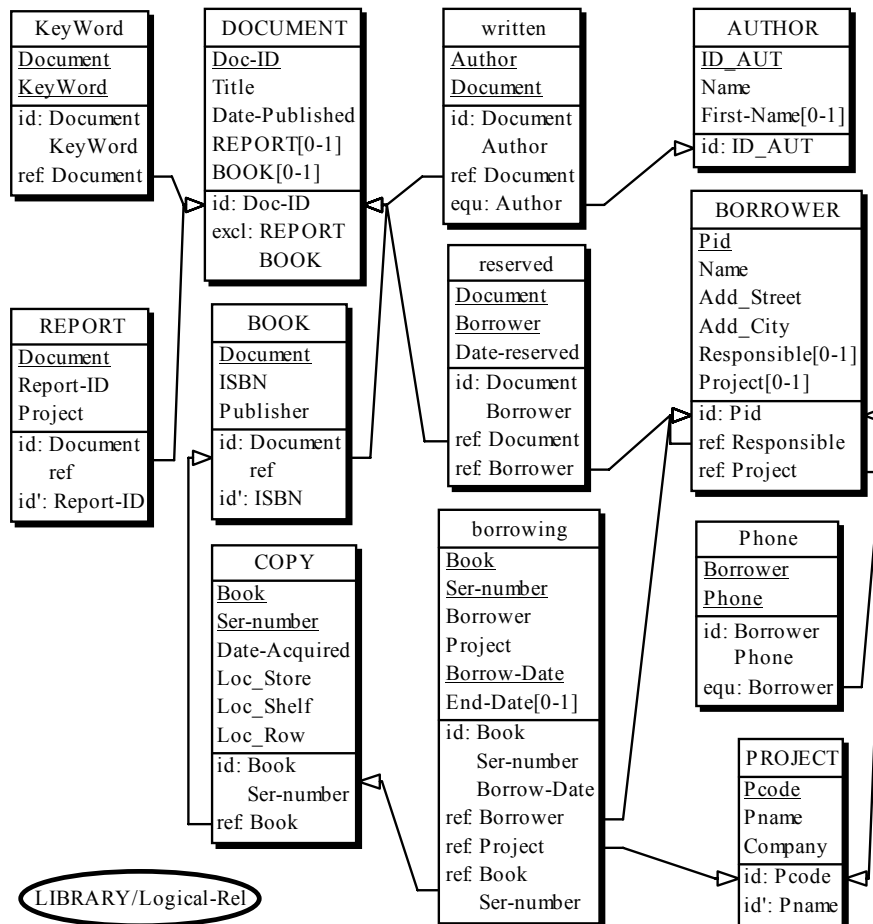 KeyWord
Document
KeyWord
id: Document
KeyWord
ref: Document
DOCUMENT
Doc-ID
Title
Date-Published
REPORT[0-1]
BOOK[0-1]
id: Doc-ID
excl: REPORT
BOOK
written
Author
Document
id: Document
Author
ref: Document
equ: Author
AUTHOR
ID_AUT
Name
First-Name[0-1]
id: ID_AUT
REPORT
Document
Report-ID
Project
id: Document
ref
id': Report-ID
BOOK
Document
ISBN
Publisher
id: Document
ref
id': ISBN
reserved
Document
Borrower
Date-reserved
id: Document
Borrower
ref: Document
ref: Borrower
BORROWER
Pid
Name
Add_Street
Add_City
Responsible[0-1]
Project[0-1]
id: Pid
ref: Responsible
ref: Project
COPY
Book
Ser-number
Date-Acquired
Loc_Store
Loc_Shelf
Loc_Row
id: Book
Ser-number
ref: Book
borrowing
Book
Ser-number
Borrower
Project
Borrow-Date
End-Date[0-1]
id: Book
Ser-number
Borrow-Date
ref: Borrower
ref: Project
ref: Book
Ser-number
Phone
Borrower
Phone
id: Borrower
Phone
equ: Borrower
PROJECT
Pcode
Pname
Company
id: Pcode
id': Pname
LIBRARY/Logical-Rel